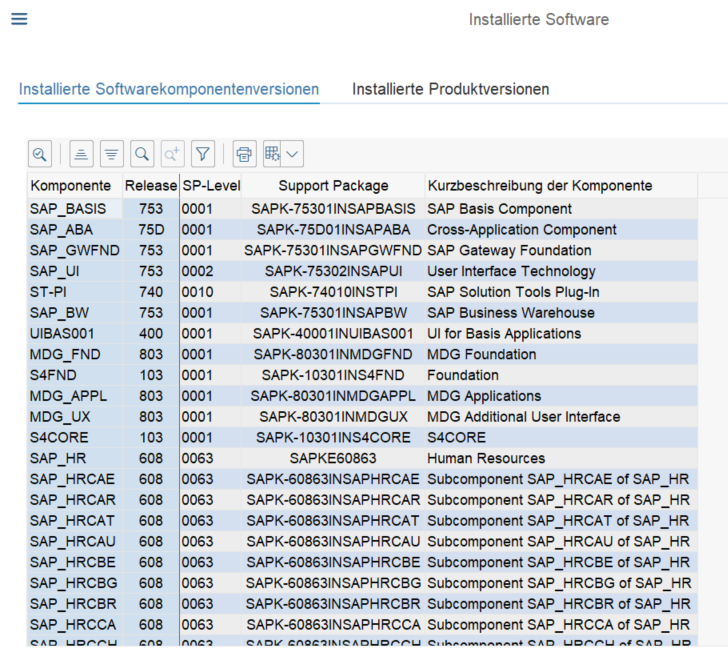 Installierte Software
Installierte Softwarekomponentenversionen Installierte Produktversionen
Komponente Release SP-Level Support Package Kurzbeschreibung der Komponente
SAP_BASIS 753 0001 SAPK-75301INSAPBASIS SAP Basis Component
SAP_ABA 75D 0001 SAPK-75D01INSAPABA Cross-Application Component
SAP_GWFND 753 0001 SAPK-75301INSAPGWFND SAP Gateway Foundation
SAP_UI 753 0002 SAPK-75302INSAPUI User Interface Technology
ST-PI 740 0010 SAPK-74010INSTPI SAP Solution Tools Plug-In
SAP_BW 753 0001 SAPK-75301INSAPBW SAP Business Warehouse
UIBAS001 400 0001 SAPK-40001INUIBAS001 UI for Basis Applications
MDG_FND 803 0001 SAPK-80301INMDGFND MDG Foundation
S4FND 103 0001 SAPK-10301INS4FND Foundation
MDG_APPL 803 0001 SAPK-80301INMDGAPPL MDG Applications
MDG_UX 803 0001 SAPK-80301INMDGUX MDG Additional User Interface
S4CORE 103 0001 SAPK-10301INS4CORE S4CORE
SAP_HR 608 0063 SAPKE60863 Human Resources
SAP_HRCAE 608 0063 SAPK-60863INSAPHRCAE Subcomponent SAP_HRCAE of SAP_HR
SAP_HRCAR 608 0063 SAPK-60863INSAPHRCAR Subcomponent SAP_HRCAR of SAP_HR
SAP_HRCAT 608 0063 SAPK-60863INSAPHRCAT Subcomponent SAP_HRCAT of SAP_HR
SAP_HRCAU 608 0063 SAPK-60863INSAPHRCAU Subcomponent SAP_HRCAU of SAP_HR
SAP_HRCBE 608 0063 SAPK-60863INSAPHRCBE Subcomponent SAP_HRCBE of SAP_HR
SAP_HRCBG 608 0063 SAPK-60863INSAPHRCBG Subcomponent SAP_HRCBG of SAP_HR
SAP_HRCBR 608 0063 SAPK-60863INSAPHRCBR Subcomponent SAP_HRCBR of SAP_HR
SAP_HRCCA 608 0063 SAPK-60863INSAPHRCCA Subcomponent SAP_HRCCA of SAP_HR
SAP_HRCCH 608 0063 SAPK-60863INSAPHRCCH Subcomponent SAP_HRCCH of SAP_HR